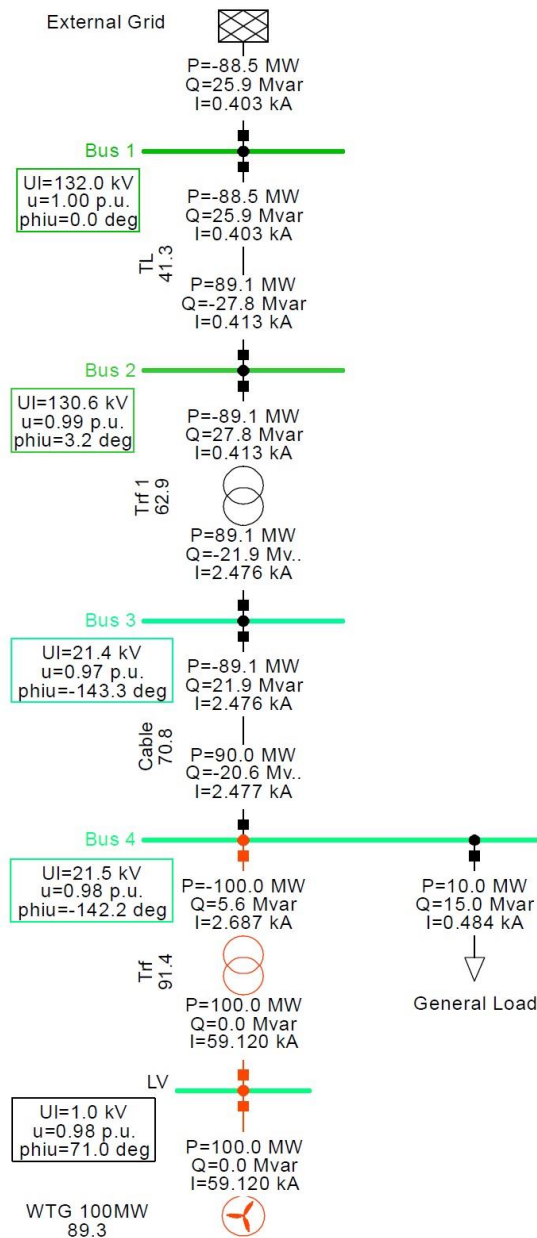 External Grid
P=-88.5 MW
Q=25.9 Mvar
I=0.403 kA
Bus 1
Ul=132.0 kV
u=1.00 p.u.
phiu=0.0 deg
P=-88.5 MW
Q=25.9 Mvar
I=0.403 kA
TL
41.3
P=89.1 MW
Q=-27.8 Mvar
I=0.413 kA
Bus 2
Ul=130.6 kV
u=0.99 p.u.
phiu=3.2 deg
P=-89.1 MW
Q=27.8 Mvar
I=0.413 kA
Trf 1
62.9
P=89.1 MW
Q=-21.9 Mv..
I=2.476 kA
Bus 3
Ul=21.4 kV
u=0.97 p.u.
phiu=-143.3 deg
P=-89.1 MW
Q=21.9 Mvar
I=2.476 kA
Cable
70.8
P=90.0 MW
Q=-20.6 Mv..
I=2.477 kA
Bus 4
Ul=21.5 kV
u=0.98 p.u.
phiu=-142.2 deg
P=-100.0 MW
Q=5.6 Mvar
I=2.687 kA
P=10.0 MW
Q=15.0 Mvar
I=0.484 kA
General Load
Trf
91.4
P=100.0 MW
Q=0.0 Mvar
I=59.120 kA
LV
Ul=1.0 kV
u=0.98 p.u.
phiu=71.0 deg
P=100.0 MW
Q=0.0 Mvar
I=59.120 kA
WTG 100MW
89.3